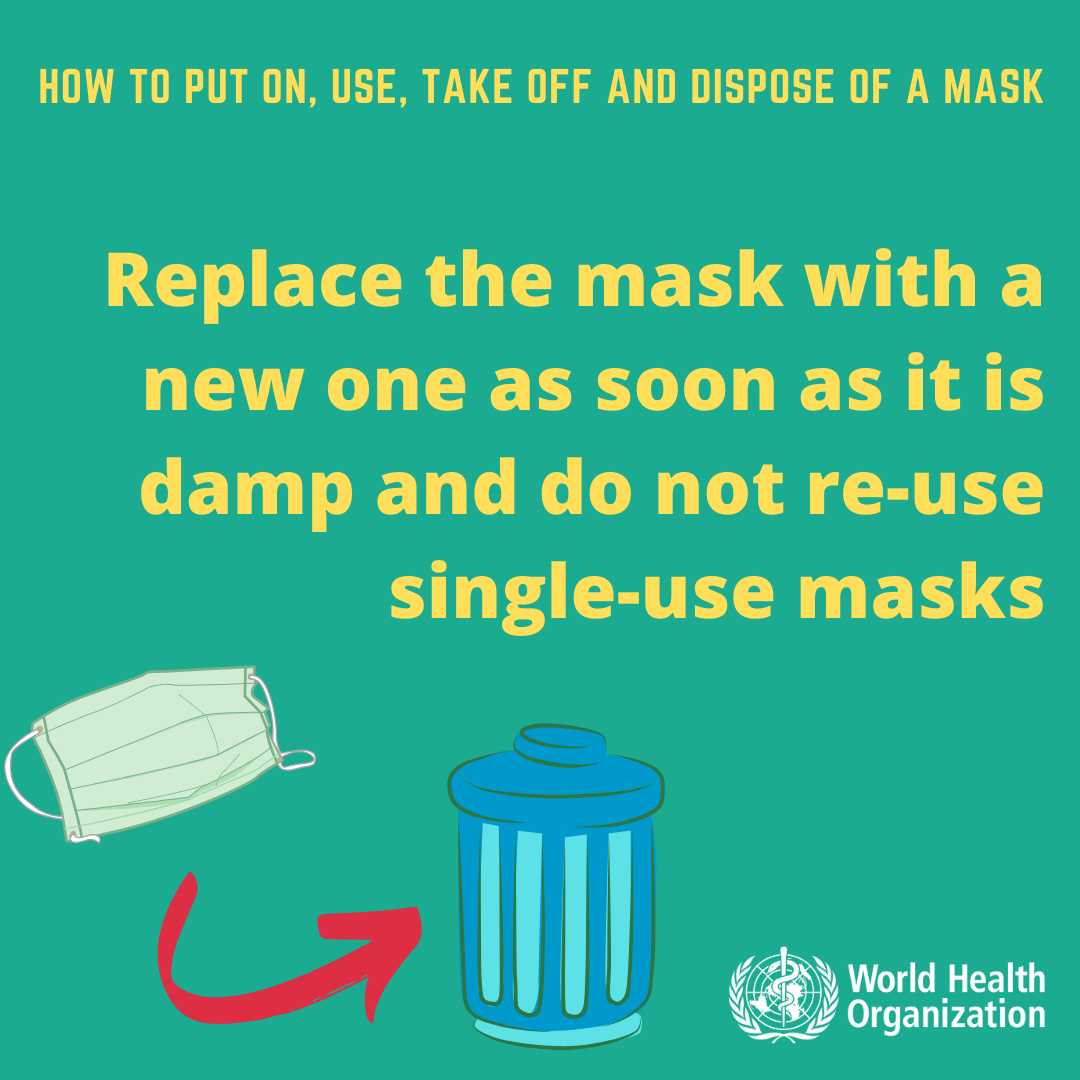 HOW TO PUT ON, USE, TAKE OFF AND DISPOSE OF A MASK
Replace the mask with a
new one as soon as it is
damp and do not re-use
single-use masks
World Health
Organization